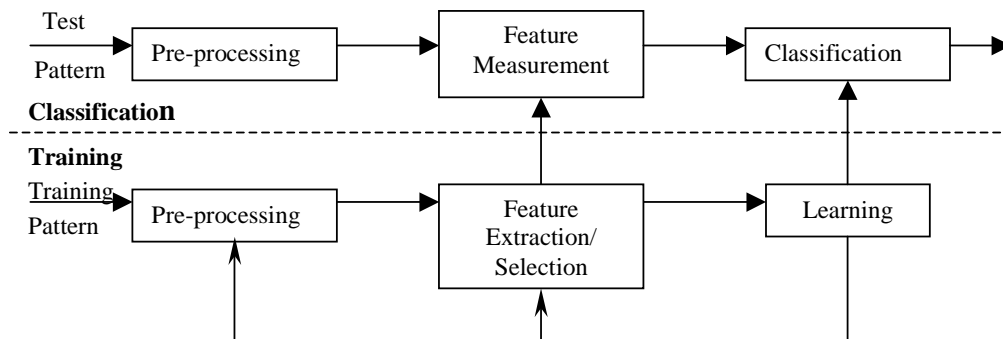 Test
Pattern
Pre-processing
Feature
Measurement
Classification
Classification
Training
Training
Pattern
Pre-processing
Feature
Extraction/
Selection
Learning